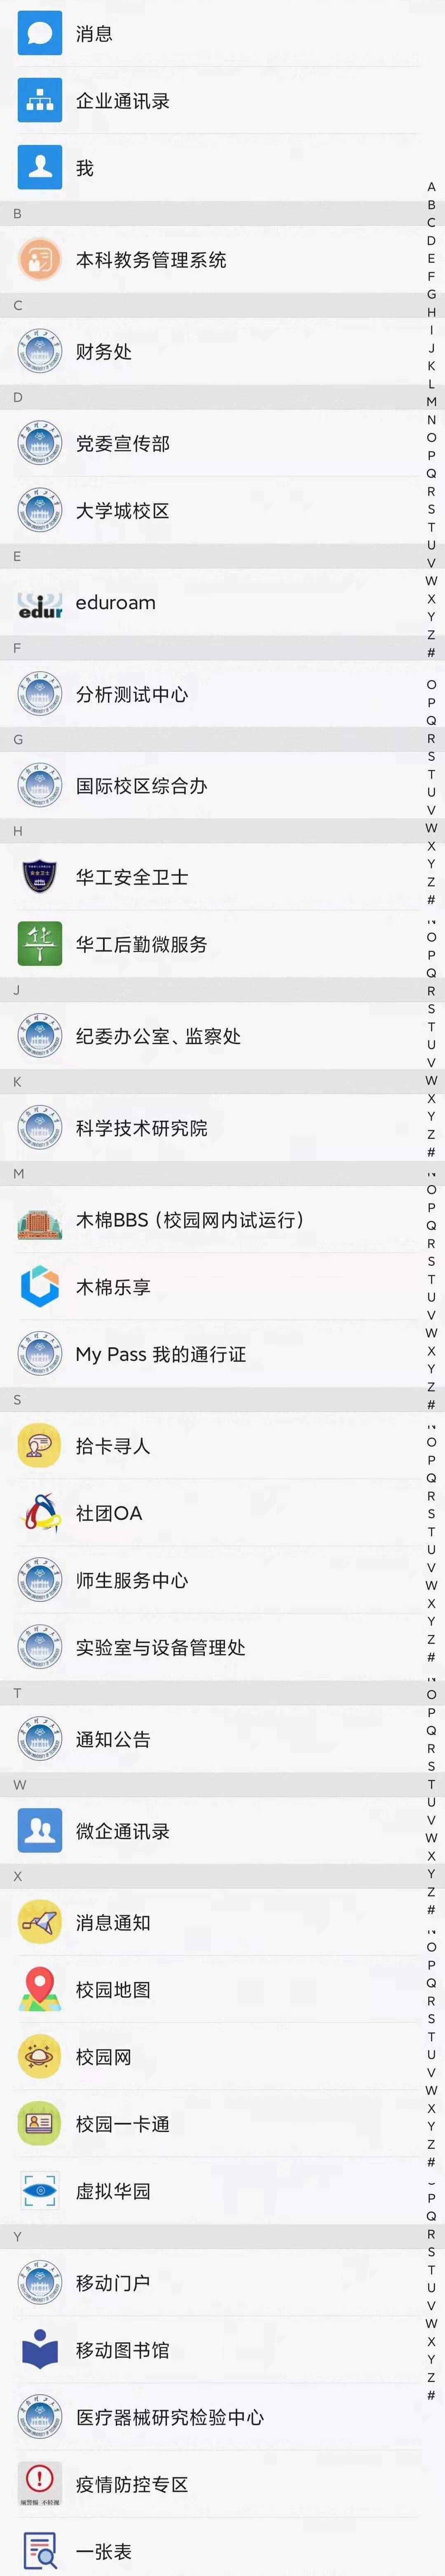 消息
企业通讯录
我
B
本科教务管理系统
C
财务处
D
党委宣传部
大学城校区
E
edur
eduroam
F
分析测试中心
G
国际校区综合办
H
安全卫士
华工安全卫士
华工后勤微服务
J
纪委办公室、监察处
K
科学技术研究院
M
木棉BBS（校园网内试运行）
木棉乐享
My Pass 我的通行证
S
拾卡寻人
社团OA
师生服务中心
实验室与设备管理处
T
通知公告
W
微企通讯录
X
消息通知
校园地图
校园网
校园一卡通
虚拟华园
Y
移动门户
移动图书馆
医疗器械研究检验中心
疫情防控专区
一张表
A
B
C
D
E
F
G
H
I
J
K
L
M
N
O
P
Q
R
S
T
U
V
W
X
Y
Z
#
O
P
Q
R
S
T
U
V
W
X
Y
Z
#
O
P
Q
R
S
T
U
V
W
X
Y
Z
#
O
P
Q
R
S
T
U
V
W
X
Y
Z
#
O
P
Q
R
S
T
U
V
W
X
Y
Z
#
O
P
Q
R
S
T
U
V
W
X
Y
Z
#
O
P
Q
R
S
T
U
V
W
X
Y
Z
#
P
Q
R
S
T
U
V
W
X
Y
Z
#